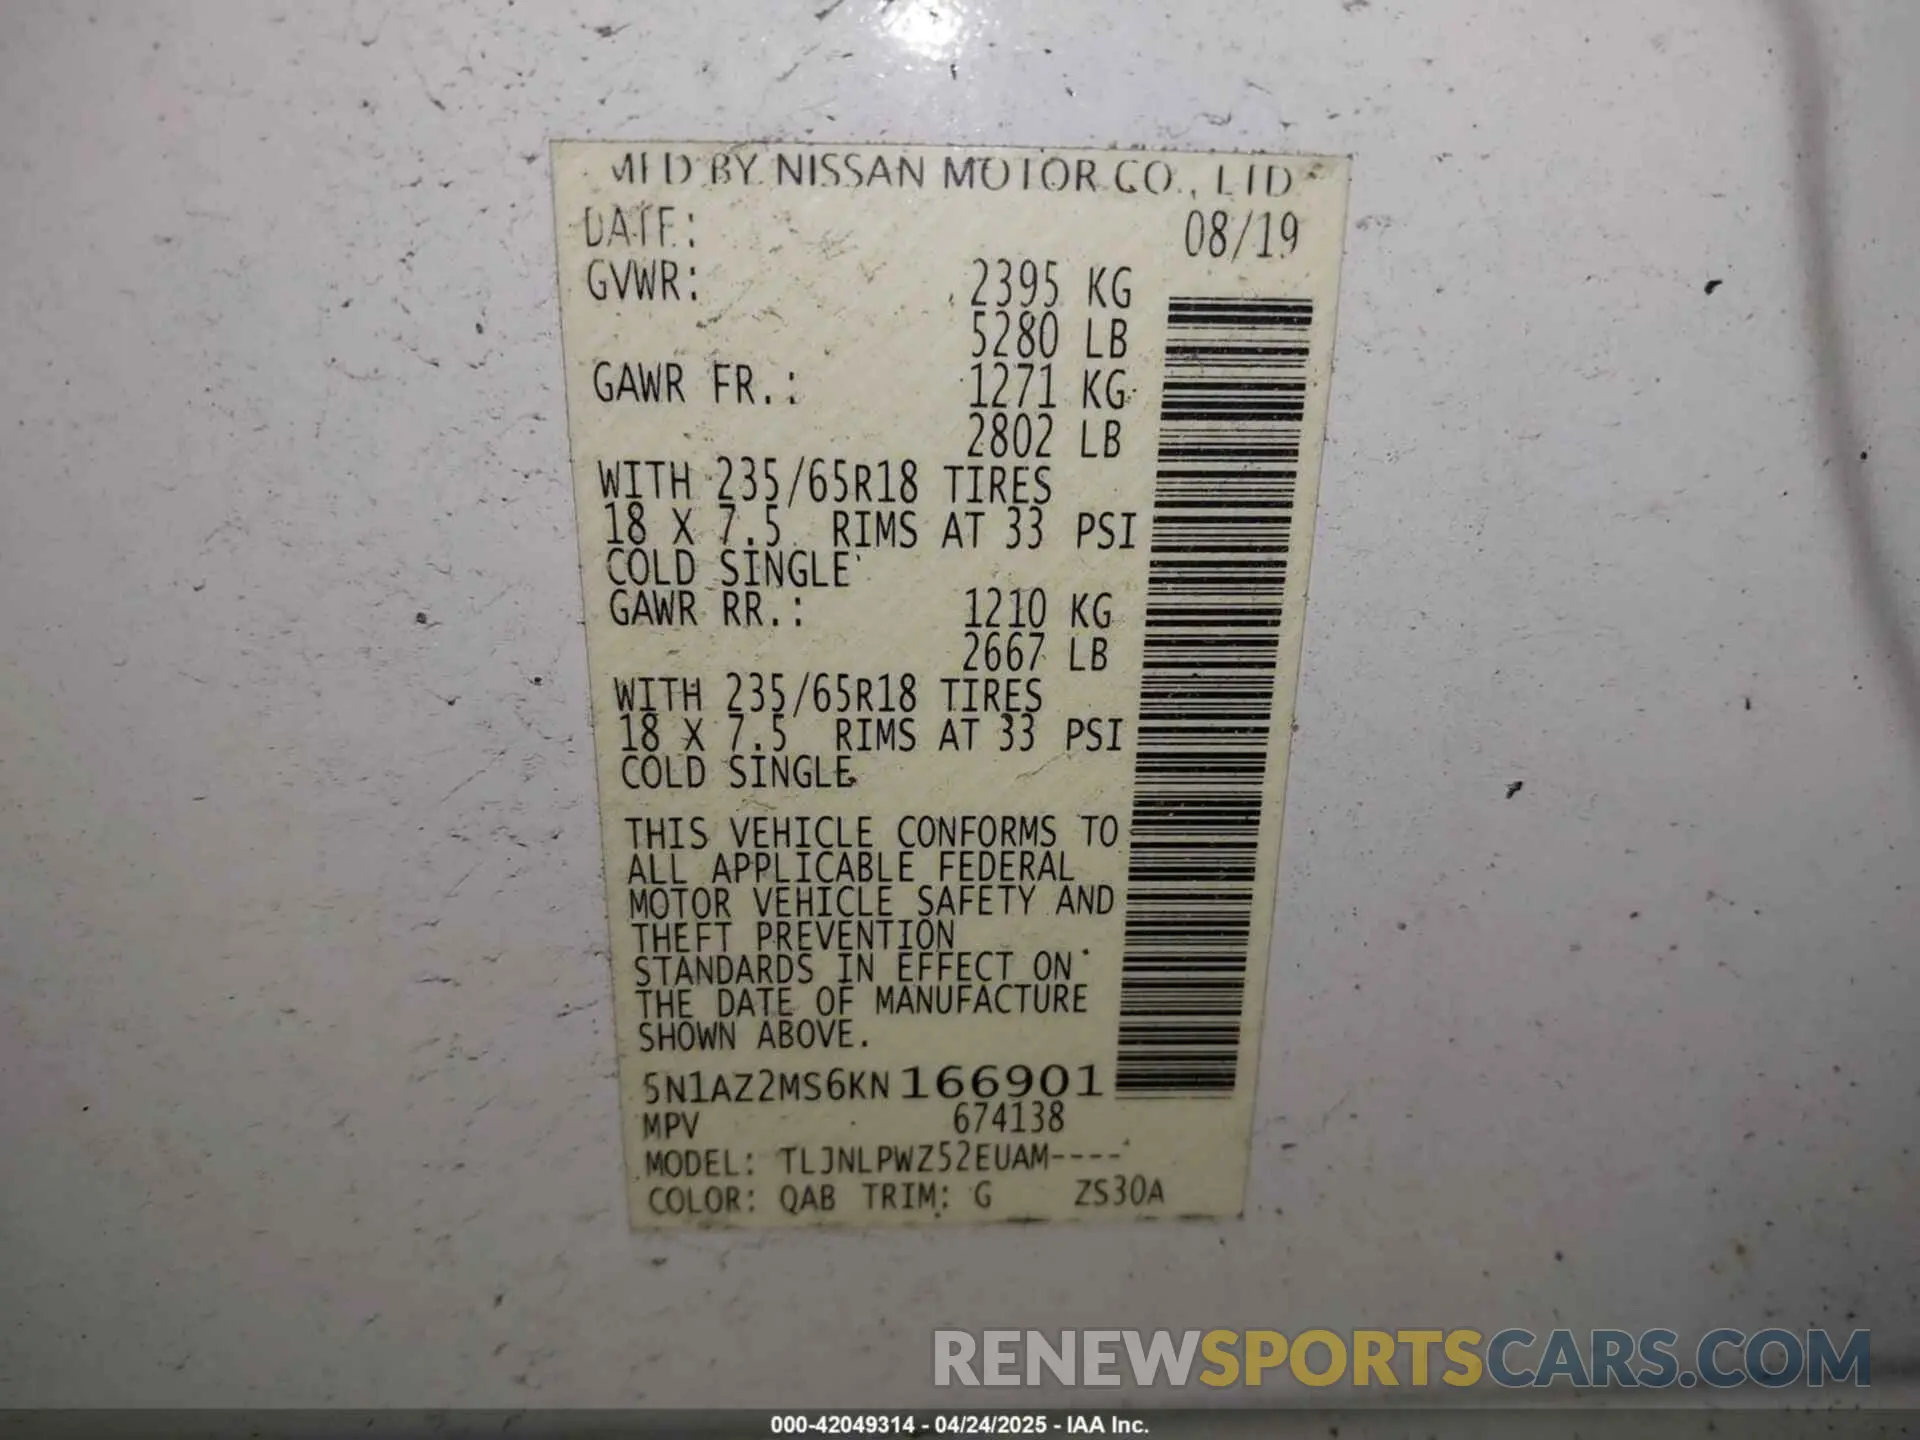 MFD BY NISSAN MOTOR CO., LTD
DATE: 08/19
GVWR: 2395 KG
5280 LB
GAWR FR.: 1271 KG
2802 LB
WITH 235/65R18 TIRES
18 X 7.5 RIMS AT 33 PSI
COLD SINGLE
GAWR RR.: 1210 KG
2667 LB
WITH 235/65R18 TIRES
18 X 7.5 RIMS AT 33 PSI
COLD SINGLE
THIS VEHICLE CONFORMS TO
ALL APPLICABLE FEDERAL
MOTOR VEHICLE SAFETY AND
THEFT PREVENTION
STANDARDS IN EFFECT ON
THE DATE OF MANUFACTURE
SHOWN ABOVE.
5N1AZ2MS6KN166901
MPV 674138
MODEL: TLJNLPWZ52EUAM----
COLOR: QAB TRIM: G ZS30A
RENEWSPORTSCARS.COM
000-42049314 - 04/24/2025 - IAA Inc.